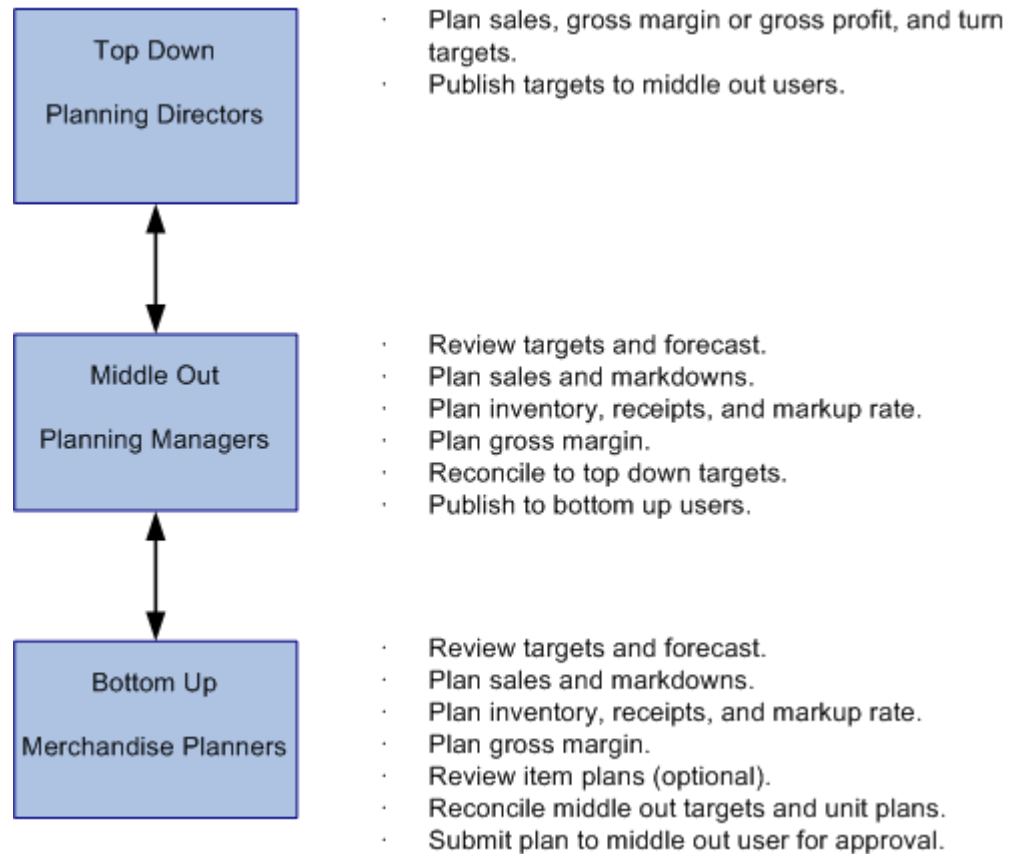 Top Down
Planning Directors
· Plan sales, gross margin or gross profit, and turn
targets.
· Publish targets to middle out users.
Middle Out
Planning Managers
· Review targets and forecast.
· Plan sales and markdowns.
· Plan inventory, receipts, and markup rate.
· Plan gross margin.
· Reconcile to top down targets.
· Publish to bottom up users.
Bottom Up
Merchandise Planners
· Review targets and forecast.
· Plan sales and markdowns.
· Plan inventory, receipts, and markup rate.
· Plan gross margin.
· Review item plans (optional).
· Reconcile middle out targets and unit plans.
· Submit plan to middle out user for approval.